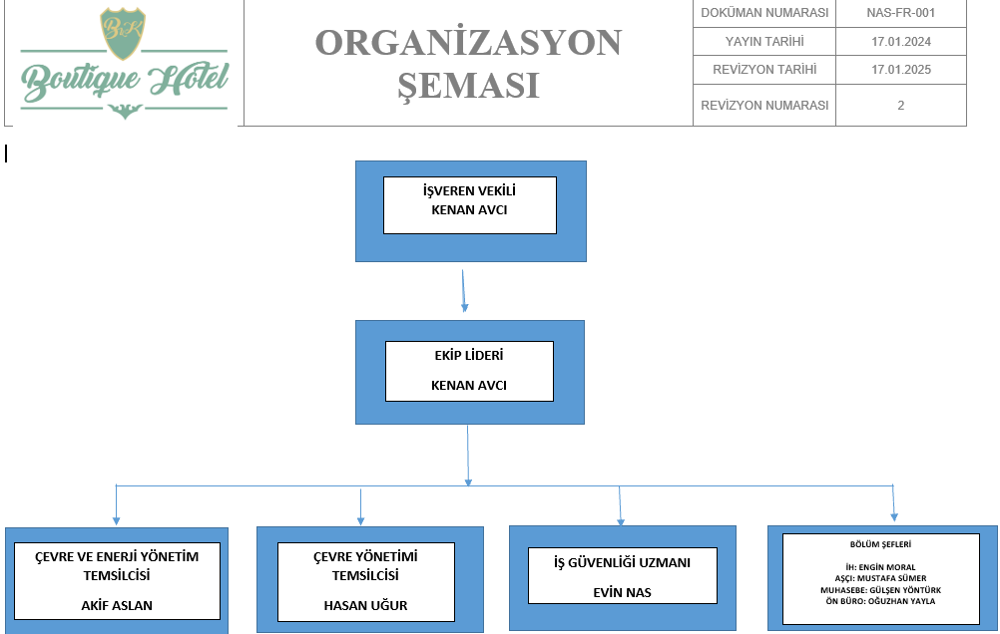 BvK
Boutique Hotel
ORGANİZASYON
ŞEMASI
DOKÜMAN NUMARASI NAS-FR-001
YAYIN TARİHİ 17.01.2024
REVİZYON TARİHİ 17.01.2025
REVİZYON NUMARASI 2
İŞVEREN VEKİLİ
KENAN AVCI
EKİP LİDERİ
KENAN AVCI
ÇEVRE VE ENERJİ YÖNETİM
TEMSİLCİSİ
AKİF ASLAN
ÇEVRE YÖNETİMİ
TEMSİLCİSİ
HASAN UĞUR
İŞ GÜVENLİĞİ UZMANI
EVİN NAS
BÖLÜM ŞEFLERİ
İH: ENGİN MORAL
AŞÇI: MUSTAFA SÜMER
MUHASEBE: GÜLŞEN YÖNTÜRK
ÖN BÜRO: OĞUZHAN YAYLA